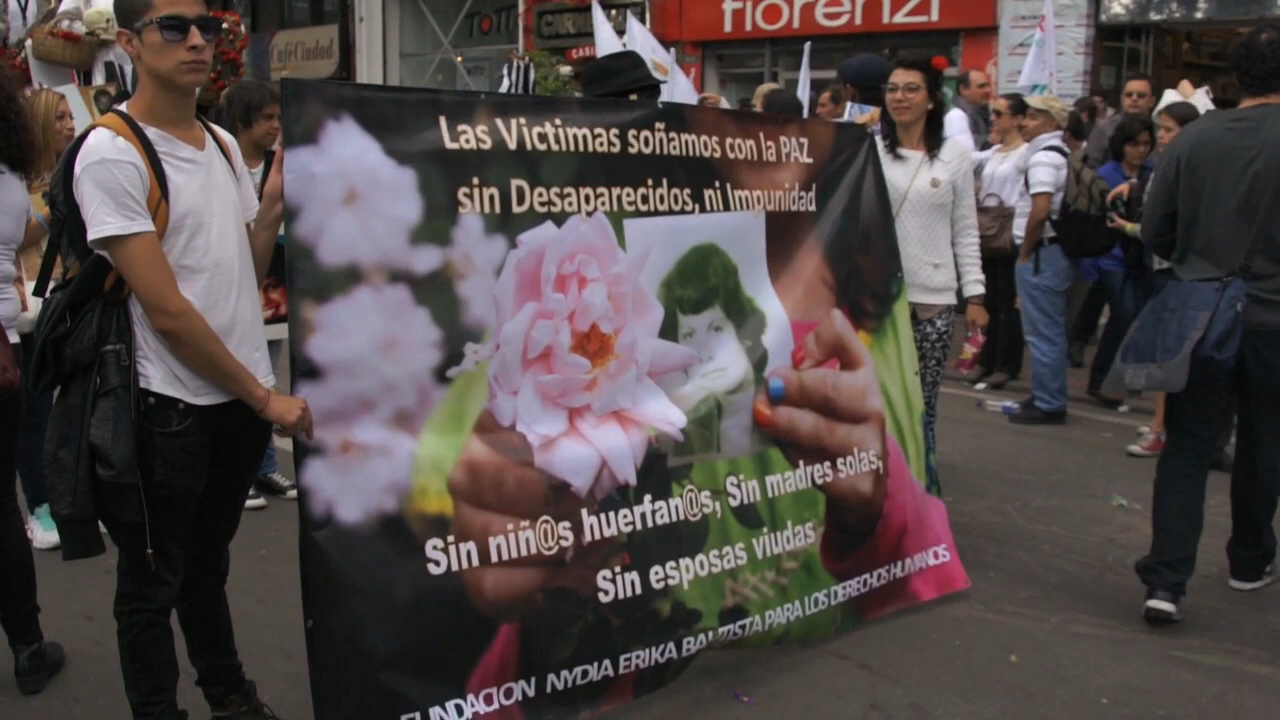 fiorenzi
CaféCiudad
Las Victimas soñamos con la PAZ
sin Desaparecidos, ni Impunidad
Sin niñ@s huerfan@s, Sin madres solas,
Sin esposas viudas
FUNDACION NYDIA ERIKA BAUTISTA PARA LOS DERECHOS HUMANOS